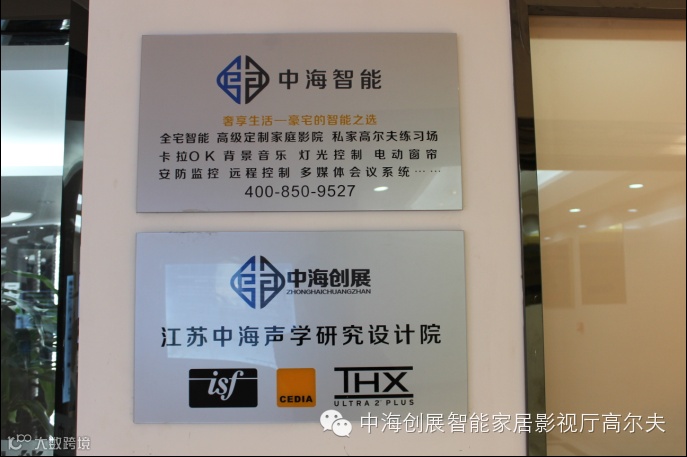 中海智能
奢享生活一豪宅的智能之选
全宅智能 高级定制家庭影院 私家高尔夫练习场
卡拉OK 背景音乐 灯光控制 电动窗帘
安防监控 远程控制 多媒体会议系统……
400-850-9527
中海创展
ZHONGHAICHUANGZHAN
江苏中海声学研究设计院
isf
CEDIA
THX
ULTRA 2 PLUS
中海创展智能家居影视厅高尔夫
大数跨境